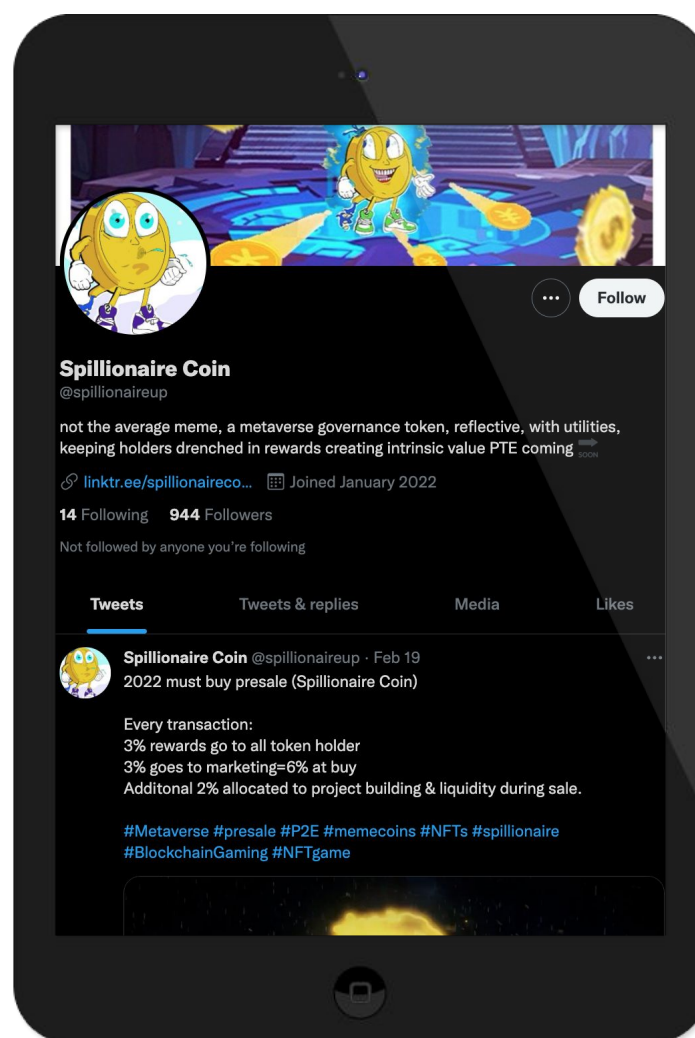 Follow
Spillionaire Coin
@spillionaireup
not the average meme, a metaverse governance token, reflective, with utilities,
keeping holders drenched in rewards creating intrinsic value PTE coming SOON
linktr.ee/spillionaireco... Joined January 2022
14 Following 944 Followers
Not followed by anyone you're following
Tweets Tweets & replies Media Likes
Spillionaire Coin @spillionaireup · Feb 19
2022 must buy presale (Spillionaire Coin)
Every transaction:
3% rewards go to all token holder
3% goes to marketing=6% at buy
Additonal 2% allocated to project building & liquidity during sale.
#Metaverse #presale #P2E #memecoins #NFTs #spillionaire
#BlockchainGaming #NFTgame